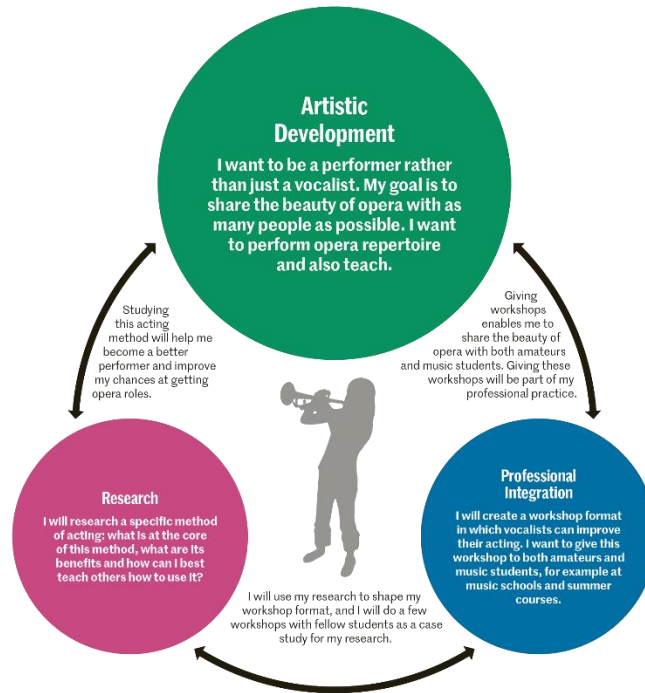 Artistic
Development
I want to be a performer rather
than just a vocalist. My goal is to
share the beauty of opera with as
many people as possible. I want
to perform opera repertoire
and also teach.
Studying
this acting
method will help me
become a better
performer and improve
my chances at getting
opera roles.
Giving
workshops
enables me to
share the beauty of
opera with both amateurs
and music students. Giving these
workshops will be part of my
professional practice.
Research
I will research a specific method
of acting: what is at the core
of this method, what are its
benefits and how can I best
teach others how to use it?
Professional
Integration
I will create a workshop format
in which vocalists can improve
their acting. I want to give this
workshop to both amateurs and
music students, for example at
music schools and summer
courses.
I will use my research to shape my
workshop format, and I will do a few
workshops with fellow students as a case
study for my research.